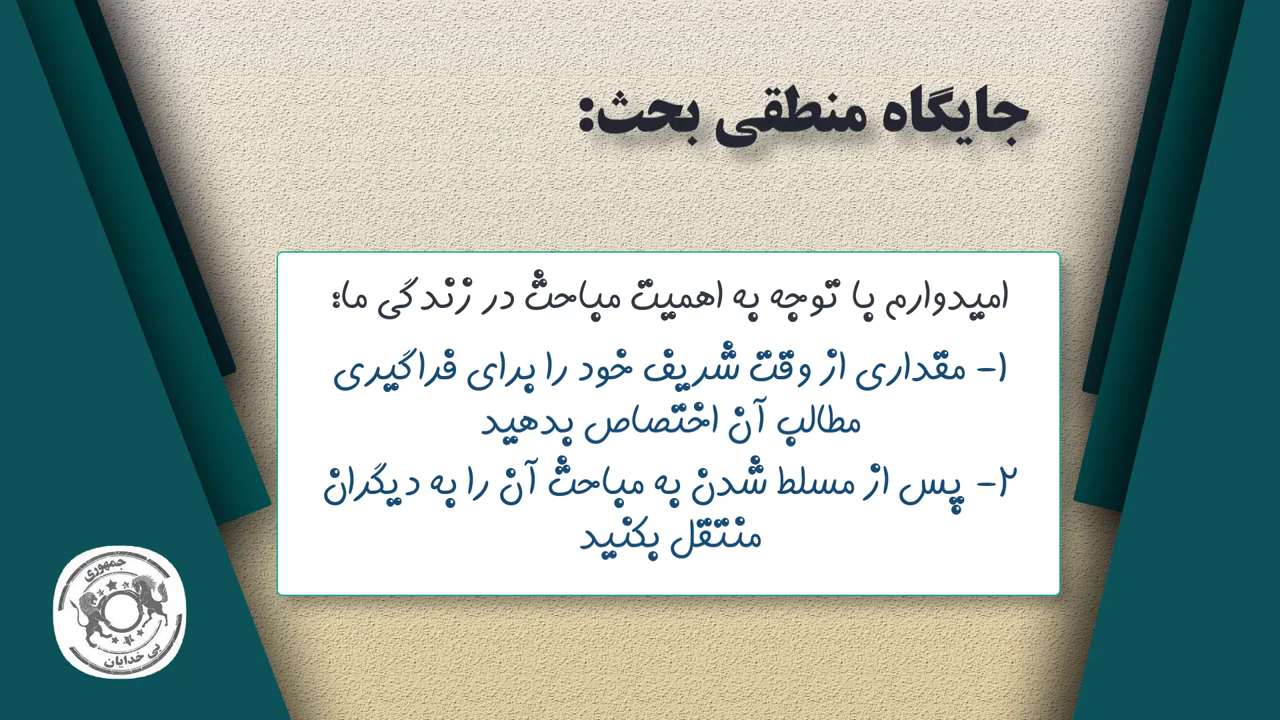 جایگاه منطقی بحث:
امیدوارم با توجه به اهمیت مباحث در زندگی ما:
۱- مقداری از وقت شریف خود را برای فراگیری
مطالب آن اختصاص بدهید
۲- پس از مسلط شدن به مباحث آن را به دیگران
منتقل بکنید
جمهوری
بی خدایان